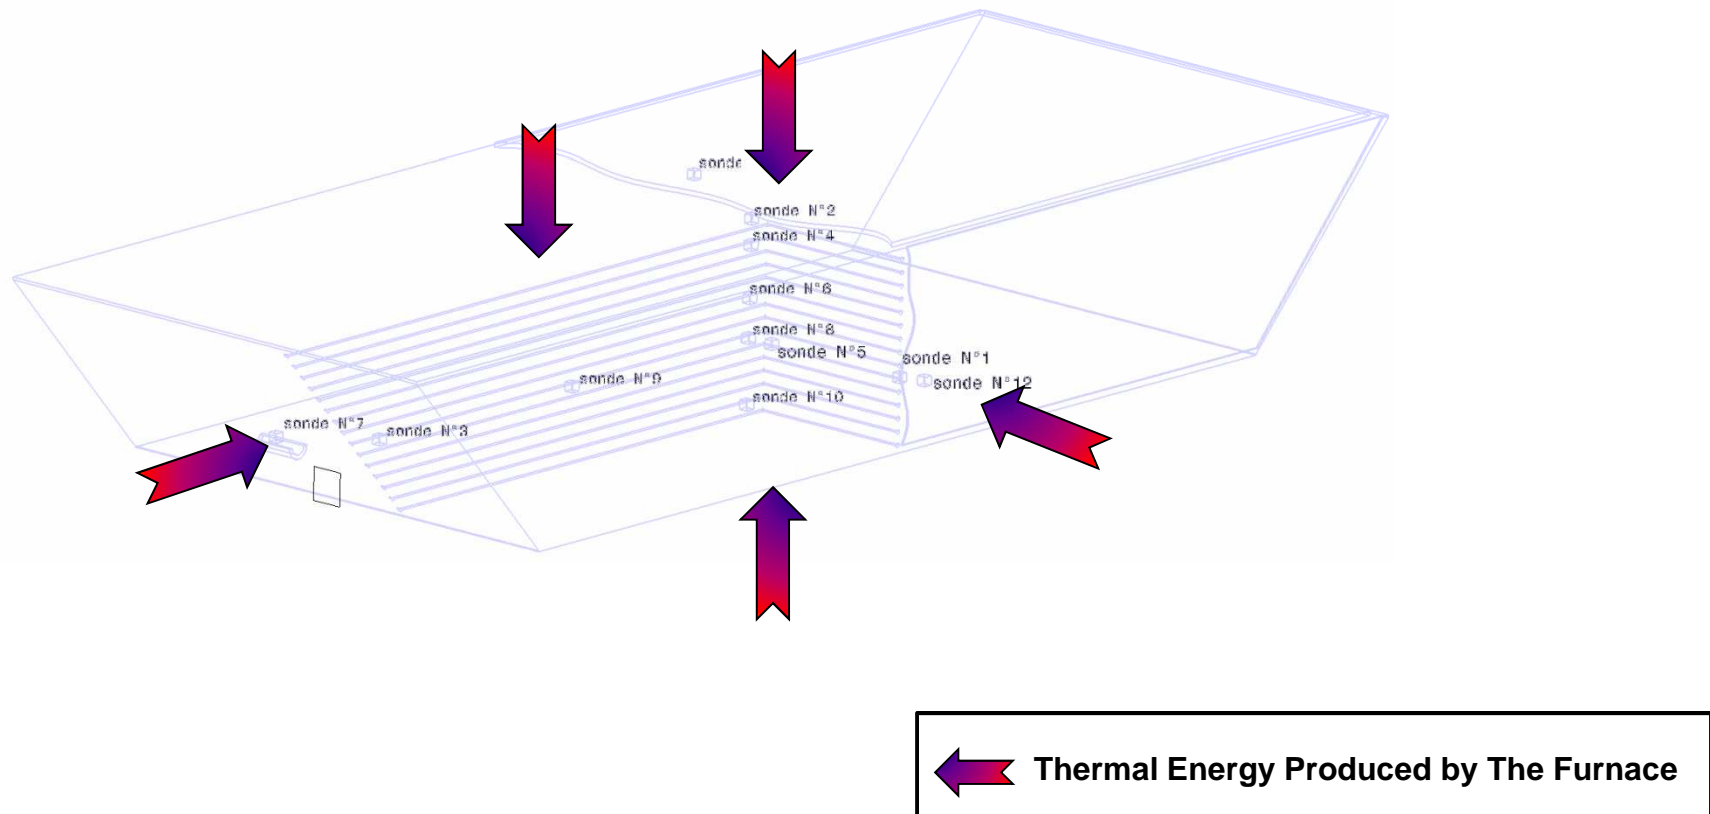 sonde
sonde N°2
sonde N°4
sonde N°6
sonde N°8
sonde N°5
sonde N°1
sonde N°9
sonde N°12
sonde N°10
sonde N°7
sonde N°3
Thermal Energy Produced by The Furnace